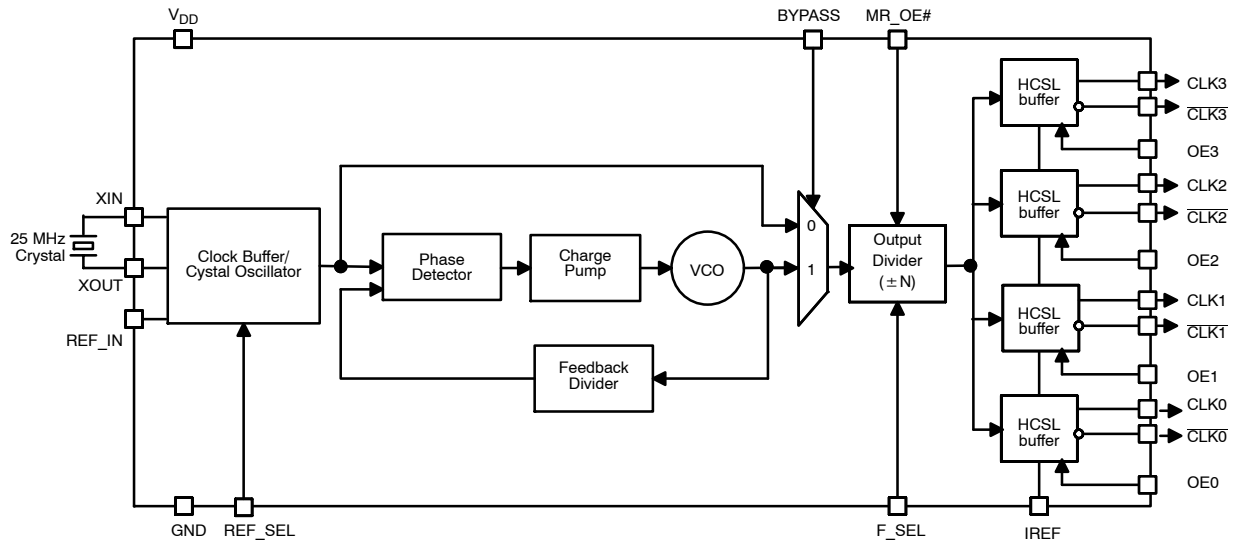 VDD
BYPASS
MR_OE#
HCSL
buffer
CLK3
CLK3
OE3
HCSL
buffer
CLK2
CLK2
OE2
XIN
25 MHz
Crystal
XOUT
REF_IN
Clock Buffer/
Cystal Oscillator
Phase
Detector
Charge
Pump
VCO
0
1
Output
Divider
(±N)
Feedback
Divider
HCSL
buffer
CLK1
CLK1
OE1
HCSL
buffer
CLK0
CLK0
OE0
GND
REF_SEL
F_SEL
IREF